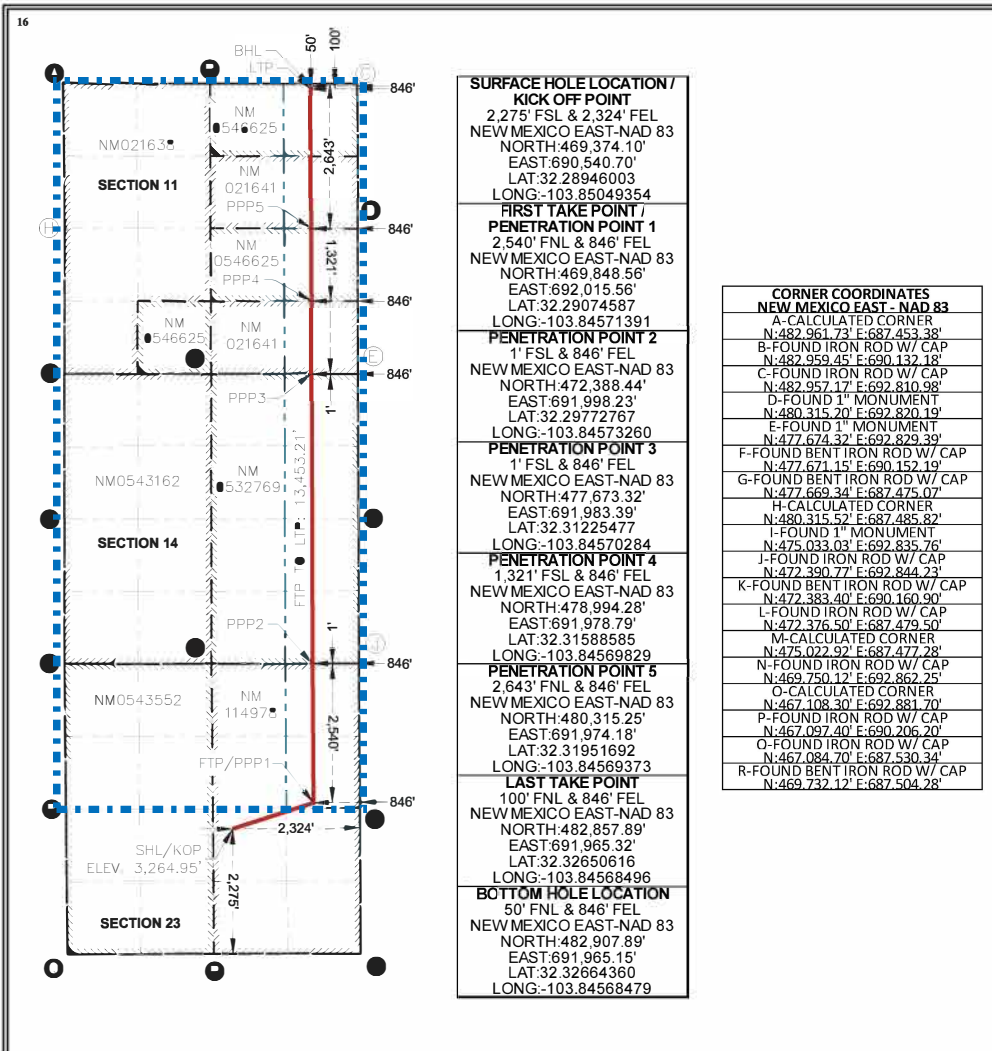 16
BHL
LTP
50'
100'
846'
NM
0546625
NM02163
SECTION 11
2,643'
NM
021641
PPP5
846'
NM
0546625
1,321'
PPP4
846'
NM
546625
NM
021641
846'
PPP3
1'
NM0543162
NM
532769
FTP T LTP: 13,453.21'
SECTION 14
PPP2
1'
846'
NM0543552
NM
11497
2,540'
FTP/PPP1
846'
2,324'
SHL/KOP
ELEV. 3,264.95'
2,275'
SECTION 23
SURFACE HOLE LOCATION /
KICK OFF POINT
2,275' FSL & 2,324' FEL
NEW MEXICO EAST-NAD 83
NORTH:469,374.10'
EAST:690,540.70'
LAT:32.28946003
LONG:-103.85049354
FIRST TAKE POINT /
PENETRATION POINT 1
2,540' FNL & 846' FEL
NEW MEXICO EAST-NAD 83
NORTH:469,848.56'
EAST:692,015.56'
LAT:32.29074587
LONG:-103.84571391
PENETRATION POINT 2
1' FSL & 846' FEL
NEW MEXICO EAST-NAD 83
NORTH:472,388.44'
EAST:691,998.23'
LAT:32.29772767
LONG:-103.84573260
PENETRATION POINT 3
1' FSL & 846' FEL
NEW MEXICO EAST-NAD 83
NORTH:477,673.32'
EAST:691,983.39'
LAT:32.31225477
LONG:-103.84570284
PENETRATION POINT 4
1,321' FSL & 846' FEL
NEW MEXICO EAST-NAD 83
NORTH:478,994.28'
EAST:691,978.79'
LAT:32.31588585
LONG:-103.84569829
PENETRATION POINT 5
2,643' FNL & 846' FEL
NEW MEXICO EAST-NAD 83
NORTH:480,315.25'
EAST:691,974.18'
LAT:32.31951692
LONG:-103.84569373
LAST TAKE POINT
100' FNL & 846' FEL
NEW MEXICO EAST-NAD 83
NORTH:482,857.89'
EAST:691,965.32'
LAT:32.32650616
LONG:-103.84568496
BOTTOM HOLE LOCATION
50' FNL & 846' FEL
NEW MEXICO EAST-NAD 83
NORTH:482,907.89'
EAST:691,965.15'
LAT:32.32664360
LONG:-103.84568479
CORNER COORDINATES
NEW MEXICO EAST - NAD 83
A-CALCULATED CORNER
N:482,961.73' E:687,453.38'
B-FOUND IRON ROD W/ CAP
N:482,959.45' E:690,132.18'
C-FOUND IRON ROD W/ CAP
N:482,957.17' E:692,810.98'
D-FOUND 1" MONUMENT
N:480,315.20' E:692,820.19'
E-FOUND 1" MONUMENT
N:477,674.32' E:692,829.39'
F-FOUND BENT IRON ROD W/ CAP
N:477,671.15' E:690,152.19'
G-FOUND BENT IRON ROD W/ CAP
N:477,669.34' E:687,475.07'
H-CALCULATED CORNER
N:480,315.52' E:687,485.82'
I-FOUND 1" MONUMENT
N:475,033.03' E:692,835.76'
J-FOUND IRON ROD W/ CAP
N:472,390.77' E:692,844.23'
K-FOUND BENT IRON ROD W/ CAP
N:472,383.40' E:690,160.90'
L-FOUND IRON ROD W/ CAP
N:472,376.50' E:687,479.50'
M-CALCULATED CORNER
N:475,022.92' E:687,477.28'
N-FOUND IRON ROD W/ CAP
N:469,750.12' E:692,862.25'
O-CALCULATED CORNER
N:467,108.30' E:692,881.70'
P-FOUND IRON ROD W/ CAP
N:467,097.40' E:690,206.20'
Q-FOUND IRON ROD W/ CAP
N:467,084.70' E:687,530.34'
R-FOUND BENT IRON ROD W/ CAP
N:469,732.12' E:687,504.28'